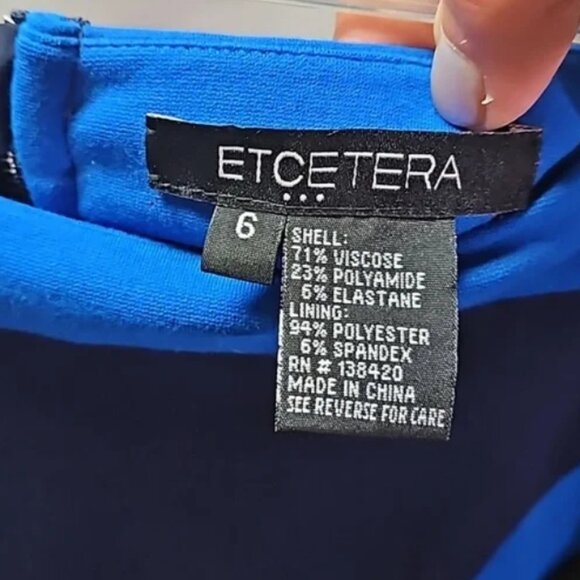 ETCETERA
6
SHELL:
71% VISCOSE
23% POLYAMIDE
6% ELASTANE
LINING:
94% POLYESTER
6% SPANDEX
RN # 138420
MADE IN CHINA
SEE REVERSE FOR CARE